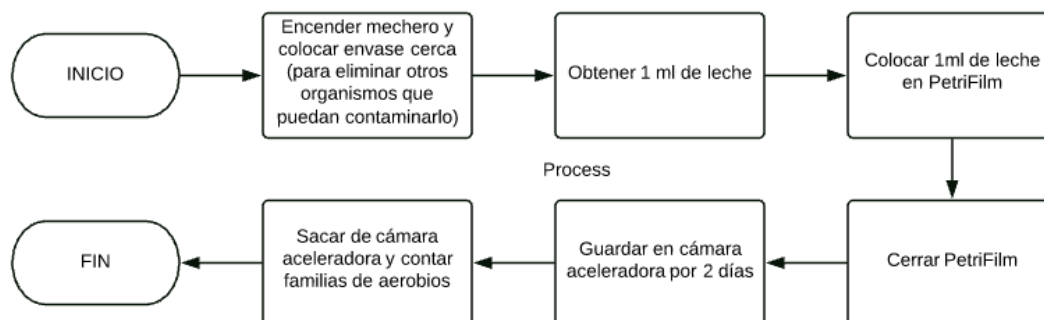 INICIO
Encender mechero y
colocar envase cerca
(para eliminar otros
organismos que
puedan contaminarlo)
Obtener 1 ml de leche
Colocar 1ml de leche
en PetriFilm
Process
Cerrar PetriFilm
Guardar en cámara
aceleradora por 2 días
Sacar de cámara
aceleradora y contar
familias de aerobios
FIN